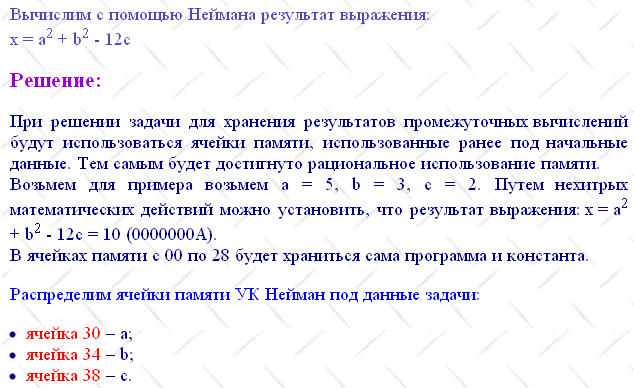 Вычислим с помощью Неймана результат выражения:
x = a² + b² - 12c
Решение:
При решении задачи для хранения результатов промежуточных вычислений
будут использоваться ячейки памяти, использованные ранее под начальные
данные. Тем самым будет достигнуто рациональное использование памяти.
Возьмем для примера возьмем a = 5, b = 3, c = 2. Путем нехитрых
математических действий можно установить, что результат выражения: x = a²
+ b² - 12c = 10 (0000000A).
В ячейках памяти с 00 по 28 будет храниться сама программа и константа.
Распределим ячейки памяти УК Нейман под данные задачи:
• ячейка 30 – a;
• ячейка 34 – b;
• ячейка 38 – c.